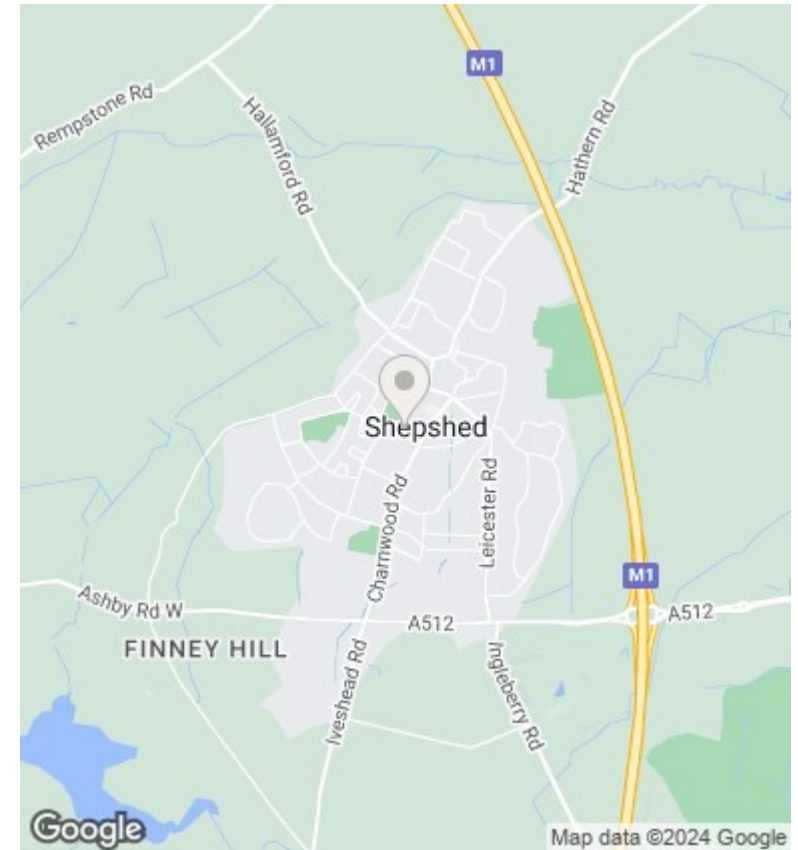 M1
Rempstone Rd
Hallamford Rd
Hathern Rd
Shepshed
Charnwood Rd
Leicester Rd
M1
Ashby Rd W
A512
A512
FINNEY HILL
Iveshead Rd
Ingleberry Rd
Google
Map data ©2024 Google